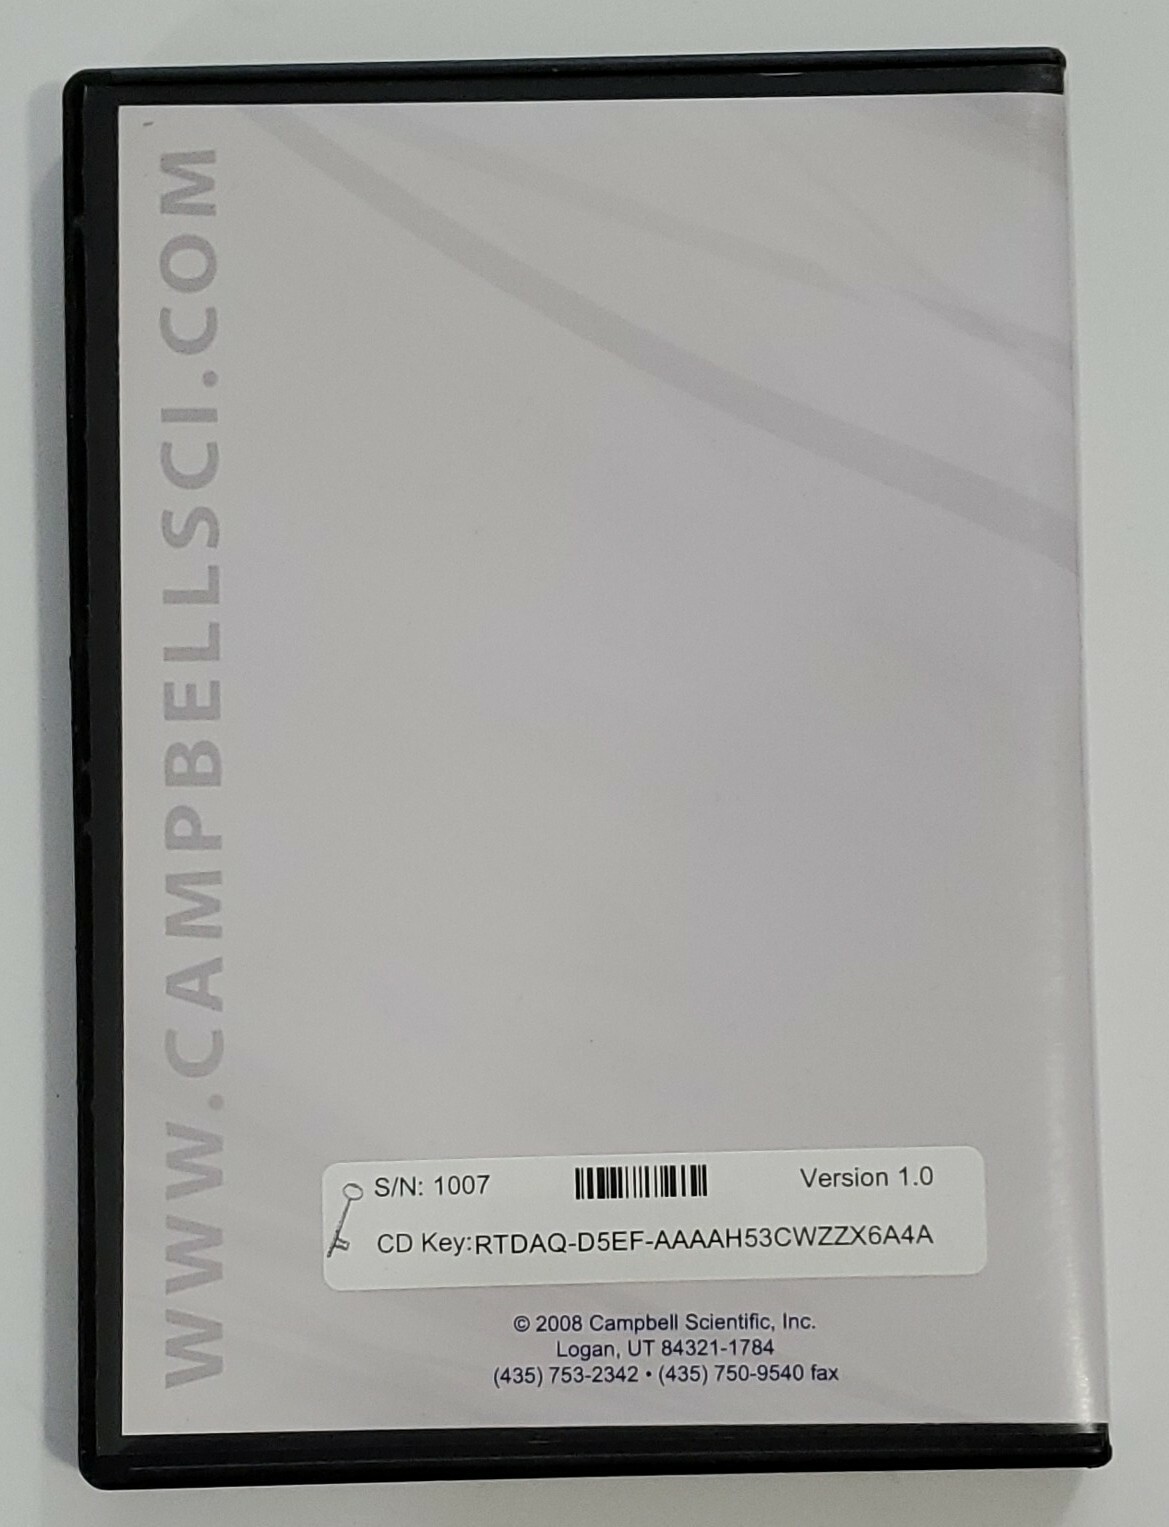 WWW.CAMPBELLSCI.COM
S/N: 1007
Version 1.0
CD Key:RTDAQ-D5EF-AAAAH53CWZZX6A4A
© 2008 Campbell Scientific, Inc.
Logan, UT 84321-1784
(435) 753-2342 • (435) 750-9540 fax